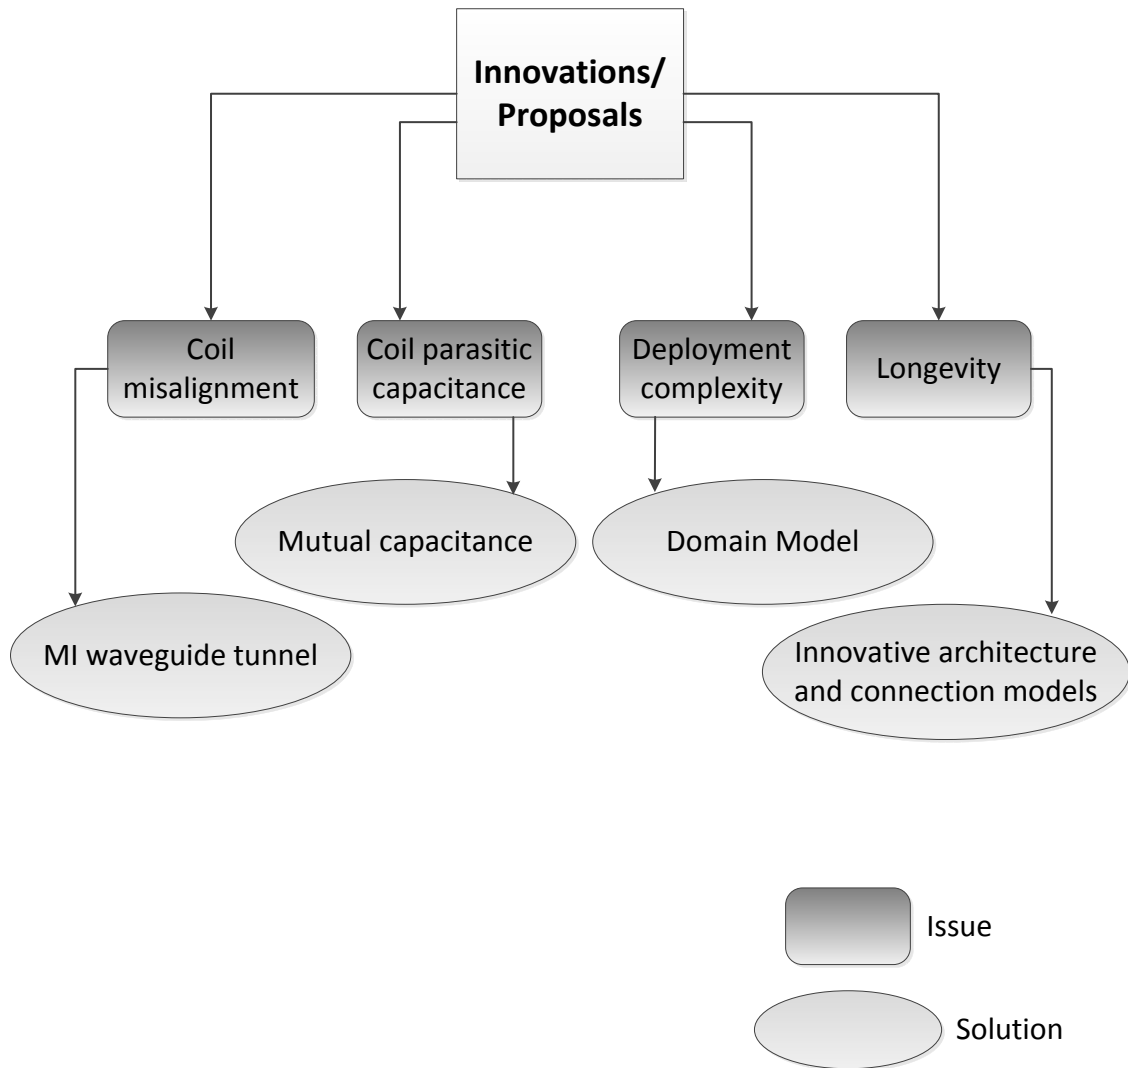 Innovations/
Proposals
Coil
misalignment
Coil parasitic
capacitance
Deployment
complexity
Longevity
Mutual capacitance
Domain Model
MI waveguide tunnel
Innovative architecture
and connection models
Issue
Solution